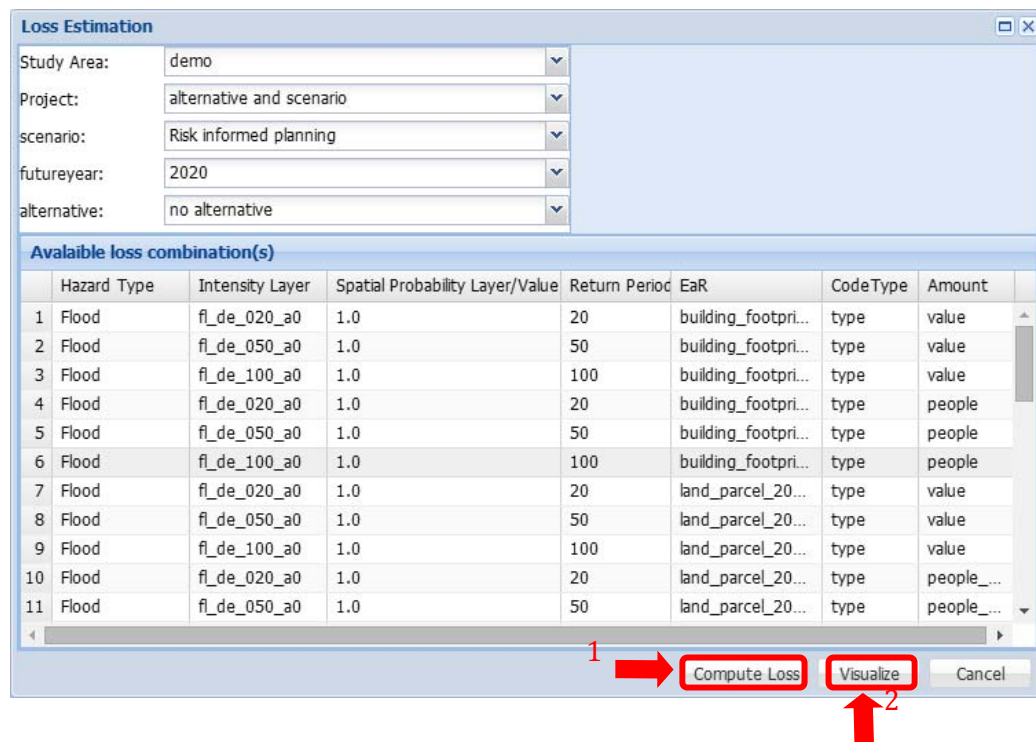 Loss Estimation
Study Area: demo
Project: alternative and scenario
scenario: Risk informed planning
futureyear: 2020
alternative: no alternative
Avalaible loss combination(s)
Hazard Type Intensity Layer Spatial Probability Layer/Value Return Period EaR CodeType Amount
1 Flood fl_de_020_a0 1.0 20 building_footpri... type value
2 Flood fl_de_050_a0 1.0 50 building_footpri... type value
3 Flood fl_de_100_a0 1.0 100 building_footpri... type value
4 Flood fl_de_020_a0 1.0 20 building_footpri... type people
5 Flood fl_de_050_a0 1.0 50 building_footpri... type people
6 Flood fl_de_100_a0 1.0 100 building_footpri... type people
7 Flood fl_de_020_a0 1.0 20 land_parcel_20... type value
8 Flood fl_de_050_a0 1.0 50 land_parcel_20... type value
9 Flood fl_de_100_a0 1.0 100 land_parcel_20... type value
10 Flood fl_de_020_a0 1.0 20 land_parcel_20... type people_...
11 Flood fl_de_050_a0 1.0 50 land_parcel_20... type people_...
1 Compute Loss Visualize Cancel
2